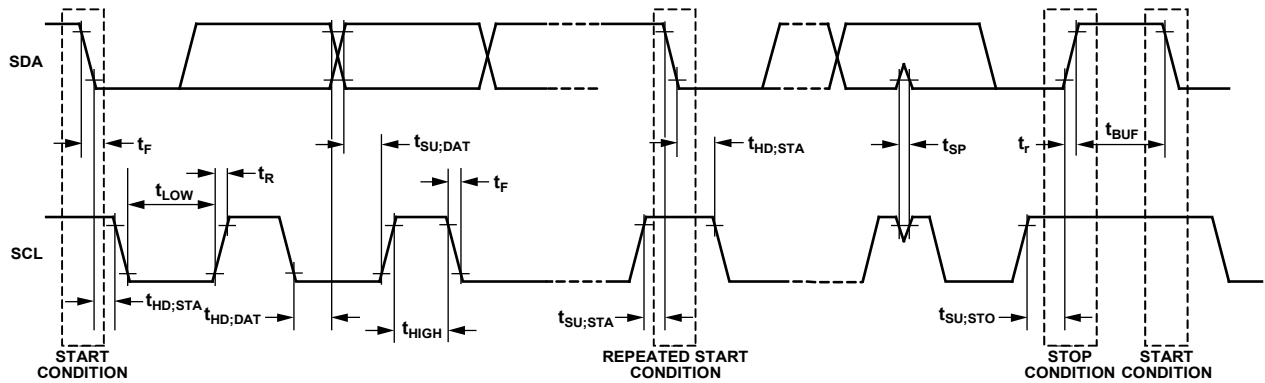 SDA
tF
tSU;DAT
tHD;STA
tSP
tr
tBUF
tLOW
tR
tF
SCL
tHD;STA
tHD;DAT
tHIGH
tSU;STA
tSU;STO
START
CONDITION
REPEATED START
CONDITION
STOP
CONDITION
START
CONDITION